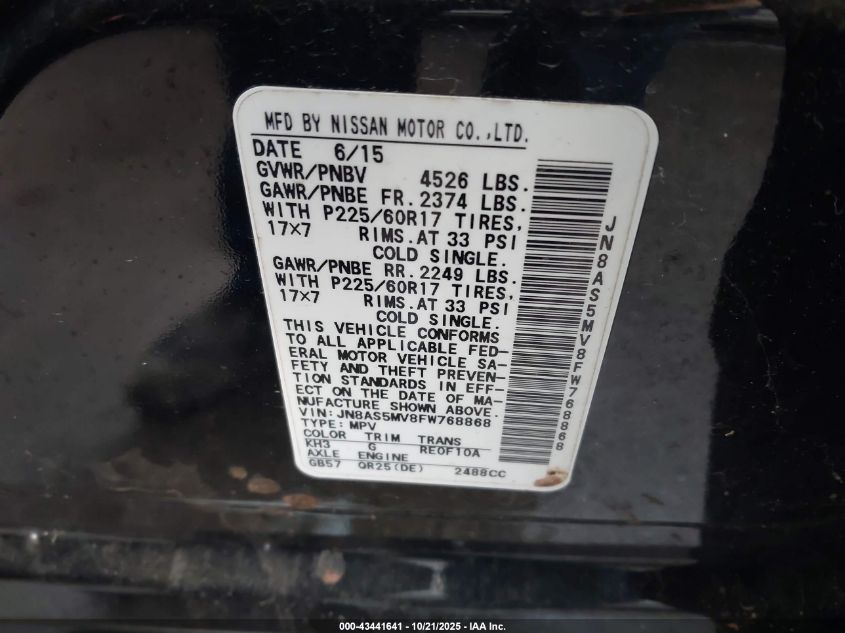 MFD BY NISSAN MOTOR CO.,LTD.
DATE 6/15
GVWR/PNBV 4526 LBS.
GAWR/PNBE FR. 2374 LBS.
WITH P225/60R17 TIRES,
17×7 RIMS.AT 33 PSI
COLD SINGLE.
GAWR/PNBE RR. 2249 LBS.
WITH P225/60R17 TIRES,
17×7 RIMS.AT 33 PSI
COLD SINGLE.
THIS VEHICLE CONFORMS
TO ALL APPLICABLE FED-
ERAL MOTOR VEHICLE SA-
FETY AND THEFT PREVEN-
TION STANDARDS IN EFF-
ECT ON THE DATE OF MA-
NUFACTURE SHOWN ABOVE.
VIN: JN8AS5MV8FW768868
TYPE: MPV
COLOR TRIM TRANS
KH3 G RE0F10A
AXLE ENGINE
GB57 QR25(DE) 2488CC
JN8AS5MV8FW768868
000-43441641 - 10/21/2025 - IAA Inc.